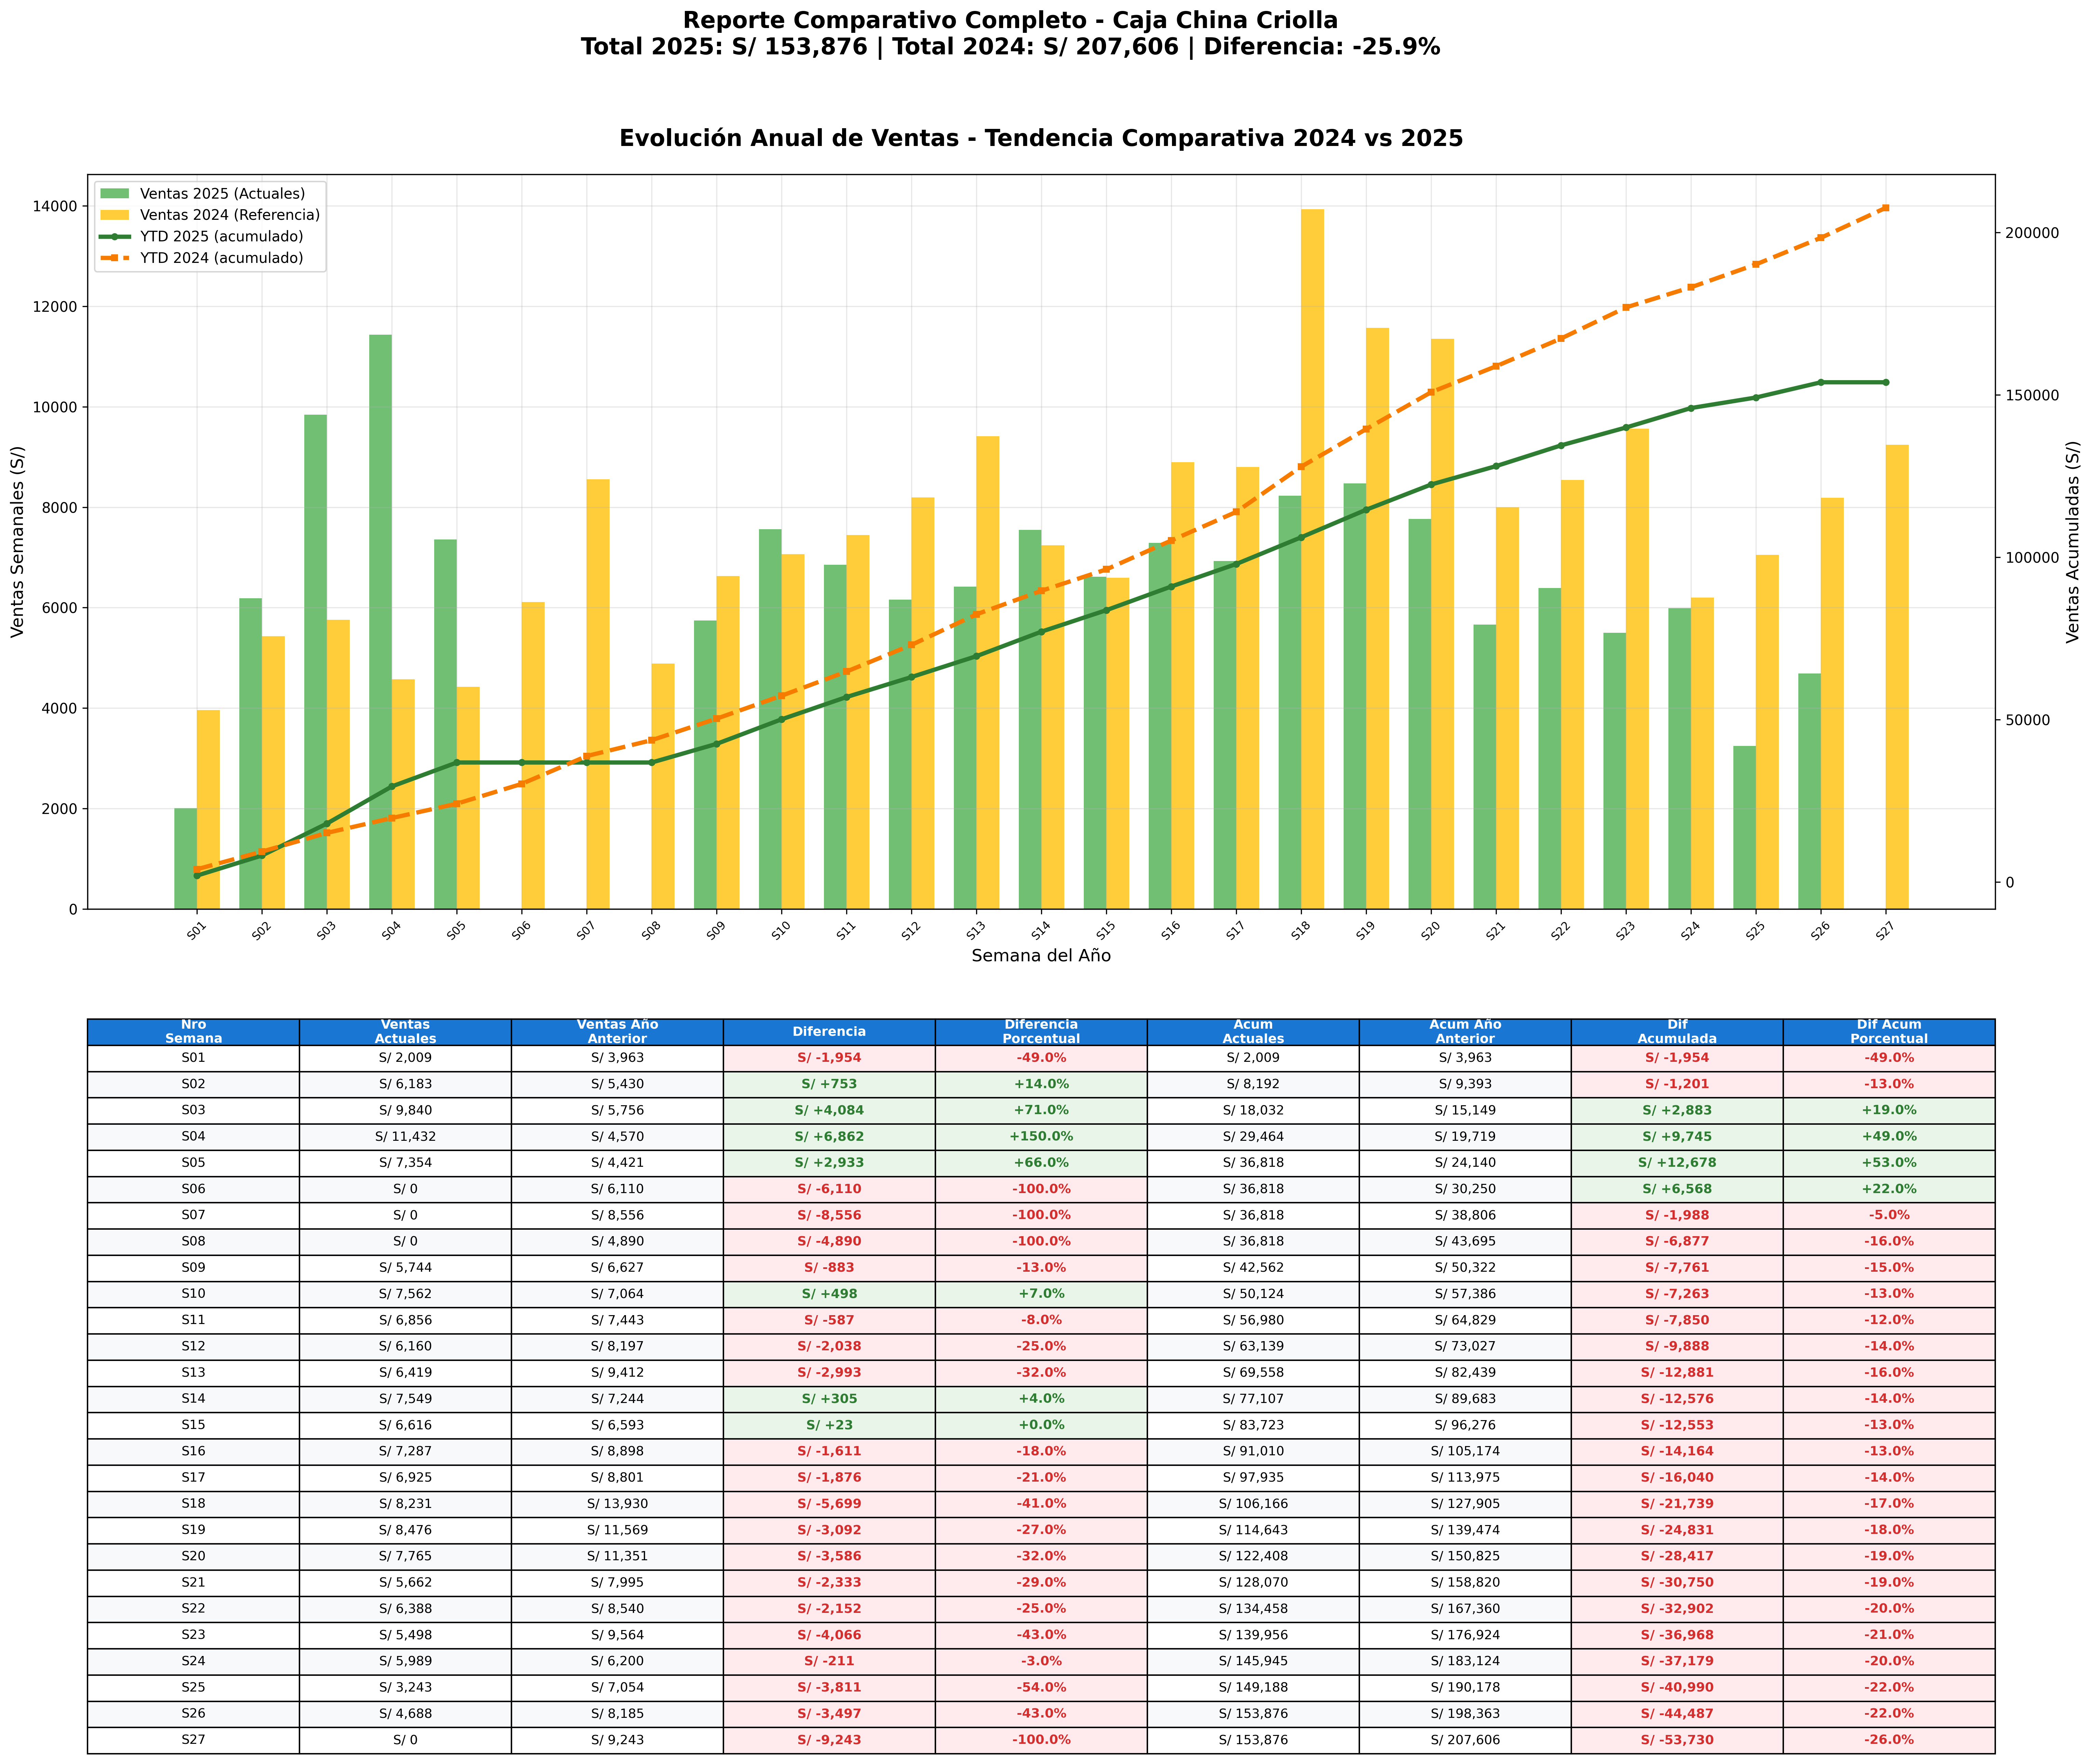 Reporte Comparativo Completo - Caja China Criolla
Total 2025: S/ 153,876 | Total 2024: S/ 207,606 | Diferencia: -25.9%
Evolución Anual de Ventas - Tendencia Comparativa 2024 vs 2025
Ventas 2025 (Actuales)
Ventas 2024 (Referencia)
YTD 2025 (acumulado)
YTD 2024 (acumulado)
Ventas Semanales (S/)
14000
12000
10000
8000
6000
4000
2000
0
Ventas Acumuladas (S/)
200000
150000
100000
50000
0
S01 S02 S03 S04 S05 S06 S07 S08 S09 S10 S11 S12 S13 S14 S15 S16 S17 S18 S19 S20 S21 S22 S23 S24 S25 S26 S27
Semana del Año
Nro Semana | Ventas Actuales | Ventas Año Anterior | Diferencia | Diferencia Porcentual | Acum Actuales | Acum Año Anterior | Dif Acumulada | Dif Acum Porcentual
S01 S/ 2,009 S/ 3,963 S/ -1,954 -49.0% S/ 2,009 S/ 3,963 S/ -1,954 -49.0%
S02 S/ 6,183 S/ 5,430 S/ +753 +14.0% S/ 8,192 S/ 9,393 S/ -1,201 -13.0%
S03 S/ 9,840 S/ 5,756 S/ +4,084 +71.0% S/ 18,032 S/ 15,149 S/ +2,883 +19.0%
S04 S/ 11,432 S/ 4,570 S/ +6,862 +150.0% S/ 29,464 S/ 19,719 S/ +9,745 +49.0%
S05 S/ 7,354 S/ 4,421 S/ +2,933 +66.0% S/ 36,818 S/ 24,140 S/ +12,678 +53.0%
S06 S/ 0 S/ 6,110 S/ -6,110 -100.0% S/ 36,818 S/ 30,250 S/ +6,568 +22.0%
S07 S/ 0 S/ 8,556 S/ -8,556 -100.0% S/ 36,818 S/ 38,806 S/ -1,988 -5.0%
S08 S/ 0 S/ 4,890 S/ -4,890 -100.0% S/ 36,818 S/ 43,695 S/ -6,877 -16.0%
S09 S/ 5,744 S/ 6,627 S/ -883 -13.0% S/ 42,562 S/ 50,322 S/ -7,761 -15.0%
S10 S/ 7,562 S/ 7,064 S/ +498 +7.0% S/ 50,124 S/ 57,386 S/ -7,263 -13.0%
S11 S/ 6,856 S/ 7,443 S/ -587 -8.0% S/ 56,980 S/ 64,829 S/ -7,850 -12.0%
S12 S/ 6,160 S/ 8,197 S/ -2,038 -25.0% S/ 63,139 S/ 73,027 S/ -9,888 -14.0%
S13 S/ 6,419 S/ 9,412 S/ -2,993 -32.0% S/ 69,558 S/ 82,439 S/ -12,881 -16.0%
S14 S/ 7,549 S/ 7,244 S/ +305 +4.0% S/ 77,107 S/ 89,683 S/ -12,576 -14.0%
S15 S/ 6,616 S/ 6,593 S/ +23 +0.0% S/ 83,723 S/ 96,276 S/ -12,553 -13.0%
S16 S/ 7,287 S/ 8,898 S/ -1,611 -18.0% S/ 91,010 S/ 105,174 S/ -14,164 -13.0%
S17 S/ 6,925 S/ 8,801 S/ -1,876 -21.0% S/ 97,935 S/ 113,975 S/ -16,040 -14.0%
S18 S/ 8,231 S/ 13,930 S/ -5,699 -41.0% S/ 106,166 S/ 127,905 S/ -21,739 -17.0%
S19 S/ 8,476 S/ 11,569 S/ -3,092 -27.0% S/ 114,643 S/ 139,474 S/ -24,831 -18.0%
S20 S/ 7,765 S/ 11,351 S/ -3,586 -32.0% S/ 122,408 S/ 150,825 S/ -28,417 -19.0%
S21 S/ 5,662 S/ 7,995 S/ -2,333 -29.0% S/ 128,070 S/ 158,820 S/ -30,750 -19.0%
S22 S/ 6,388 S/ 8,540 S/ -2,152 -25.0% S/ 134,458 S/ 167,360 S/ -32,902 -20.0%
S23 S/ 5,498 S/ 9,564 S/ -4,066 -43.0% S/ 139,956 S/ 176,924 S/ -36,968 -21.0%
S24 S/ 5,989 S/ 6,200 S/ -211 -3.0% S/ 145,945 S/ 183,124 S/ -37,179 -20.0%
S25 S/ 3,243 S/ 7,054 S/ -3,811 -54.0% S/ 149,188 S/ 190,178 S/ -40,990 -22.0%
S26 S/ 4,688 S/ 8,185 S/ -3,497 -43.0% S/ 153,876 S/ 198,363 S/ -44,487 -22.0%
S27 S/ 0 S/ 9,243 S/ -9,243 -100.0% S/ 153,876 S/ 207,606 S/ -53,730 -26.0%